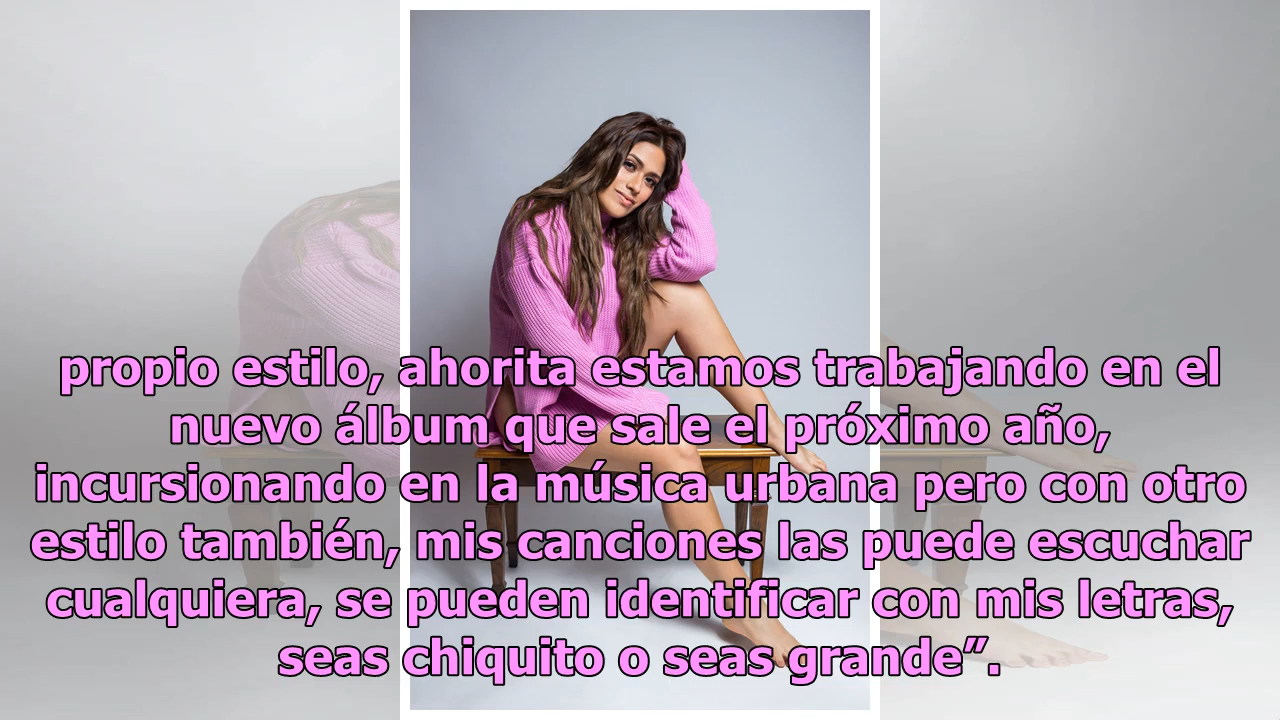 propio estilo, ahorita estamos trabajando en el
nuevo álbum que sale el próximo año,
incursionando en la música urbana pero con otro
estilo también, mis canciones las puede escuchar
cualquiera, se pueden identificar con mis letras,
seas chiquito o seas grande”.